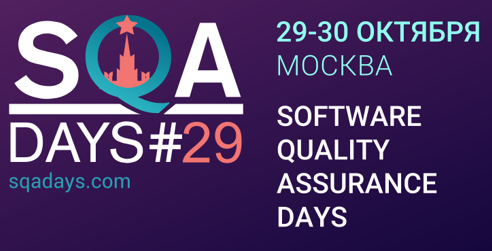 SQA
DAYS#29
sqadays.com
29-30 ОКТЯБРЯ
МОСКВА
SOFTWARE
QUALITY
ASSURANCE
DAYS